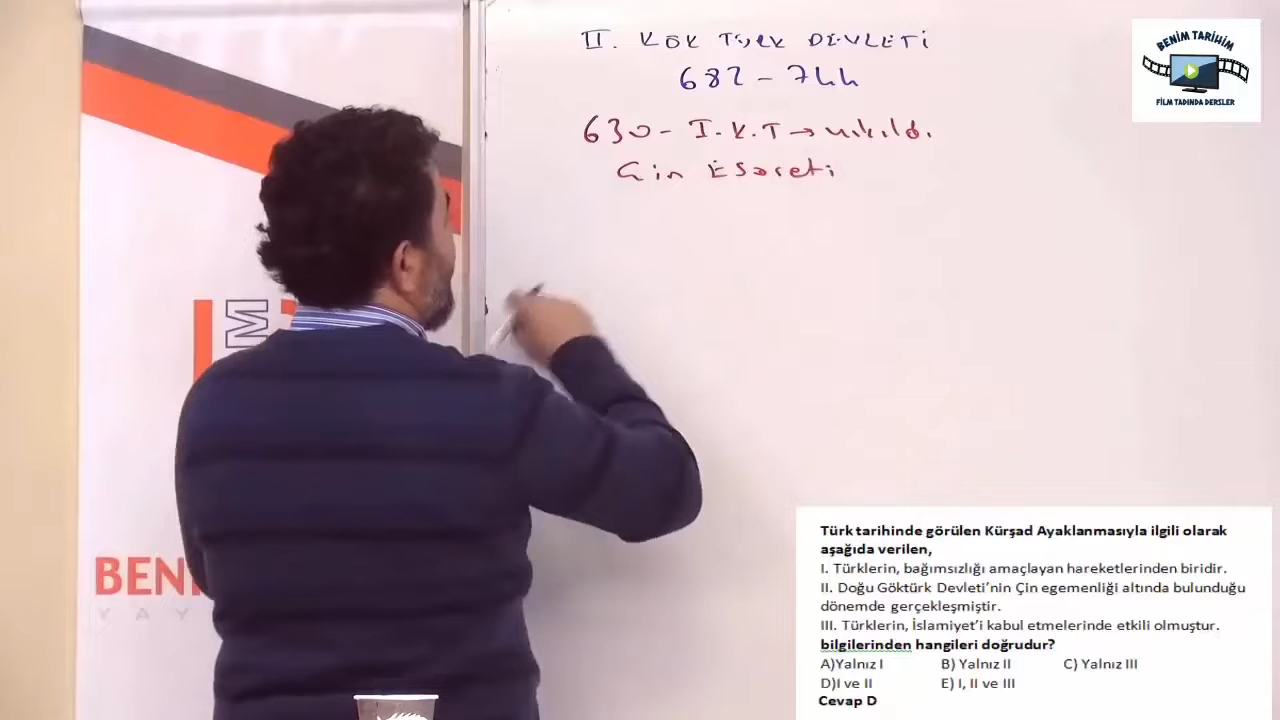 II. KÖK TÜRK DEVLETİ
682 - 744
630 - I. K. T → yıkıldı.
Çin Esareti
BENİM TARİHİM
FİLM TADINDA DERSLER
M
BENİ
YAY
Türk tarihinde görülen Kürşad Ayaklanmasıyla ilgili olarak
aşağıda verilen,
I. Türklerin, bağımsızlığı amaçlayan hareketlerinden biridir.
II. Doğu Göktürk Devleti'nin Çin egemenliği altında bulunduğu
dönemde gerçekleşmiştir.
III. Türklerin, İslamiyet'i kabul etmelerinde etkili olmuştur.
bilgilerinden hangileri doğrudur?
A)Yalnız I B) Yalnız II C) Yalnız III
D)I ve II E) I, II ve III
Cevap D